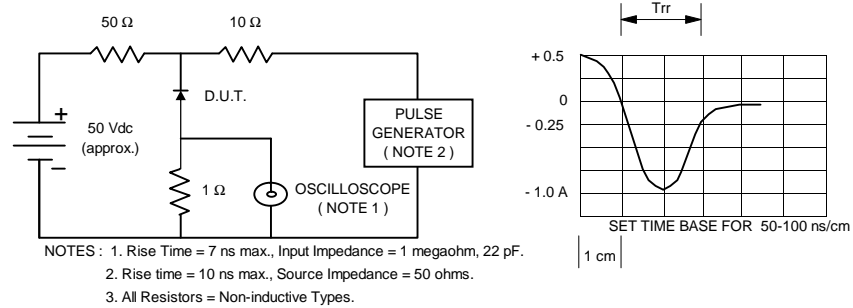 Trr
50 Ω 10 Ω
+ 0.5
D.U.T.
0
+
PULSE
GENERATOR
( NOTE 2 )
50 Vdc
(approx.)
- 0.25
1 Ω
OSCILLOSCOPE
( NOTE 1 )
- 1.0 A
SET TIME BASE FOR 50-100 ns/cm
1 cm
NOTES : 1. Rise Time = 7 ns max., Input Impedance = 1 megaohm, 22 pF.
2. Rise time = 10 ns max., Source Impedance = 50 ohms.
3. All Resistors = Non-inductive Types.